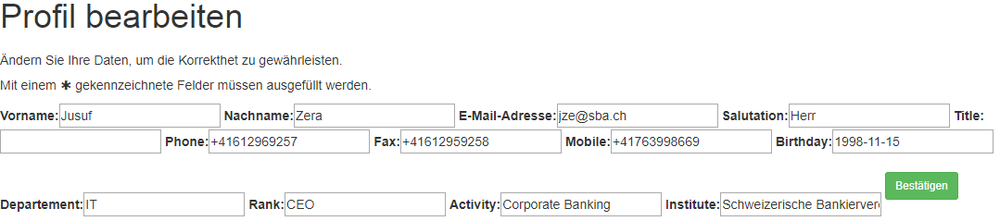 Profil bearbeiten
Ändern Sie Ihre Daten, um die Korrekthet zu gewährleisten.
Mit einem ✱ gekennzeichnete Felder müssen ausgefüllt werden.
Vorname: Jusuf Nachname: Zera E-Mail-Adresse: jze@sba.ch Salutation: Herr Title:
Phone: +41612969257 Fax: +41612959258 Mobile: +41763998669 Birthday: 1998-11-15
Bestätigen
Departement: IT Rank: CEO Activity: Corporate Banking Institute: Schweizerische Bankierver